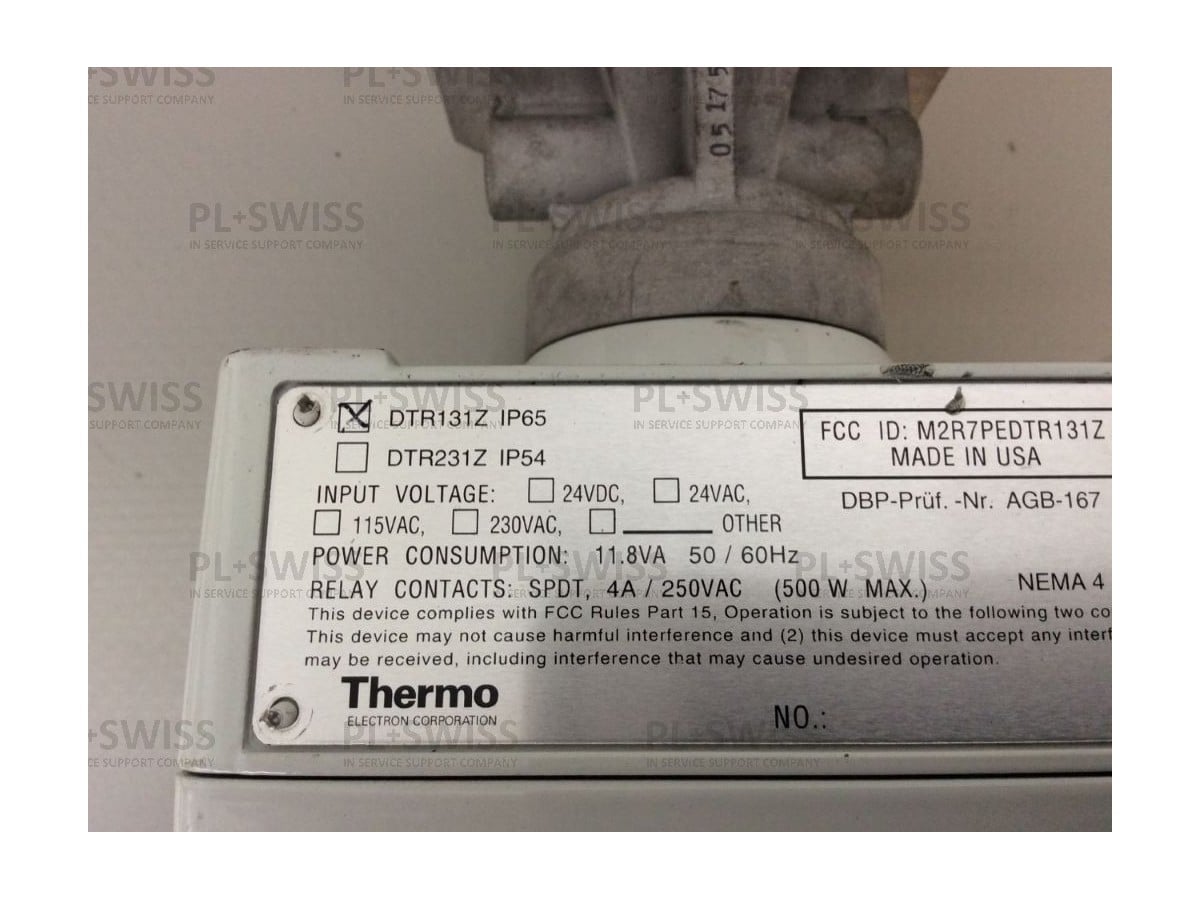 05 17 5
DTR131Z IP65
DTR231Z IP54
INPUT VOLTAGE: 24VDC, 24VAC,
115VAC, 230VAC, ______ OTHER
POWER CONSUMPTION: 11.8VA 50 / 60Hz
RELAY CONTACTS: SPDT, 4A / 250VAC (500 W MAX.)
This device complies with FCC Rules Part 15, Operation is subject to the following two co
This device may not cause harmful interference and (2) this device must accept any interf
may be received, including interference that may cause undesired operation.
Thermo
ELECTRON CORPORATION
NO.:
FCC ID: M2R7PEDTR131Z
MADE IN USA
DBP-Prüf. -Nr. AGB-167
NEMA 4
PL+SWISS
IN SERVICE SUPPORT COMPANY